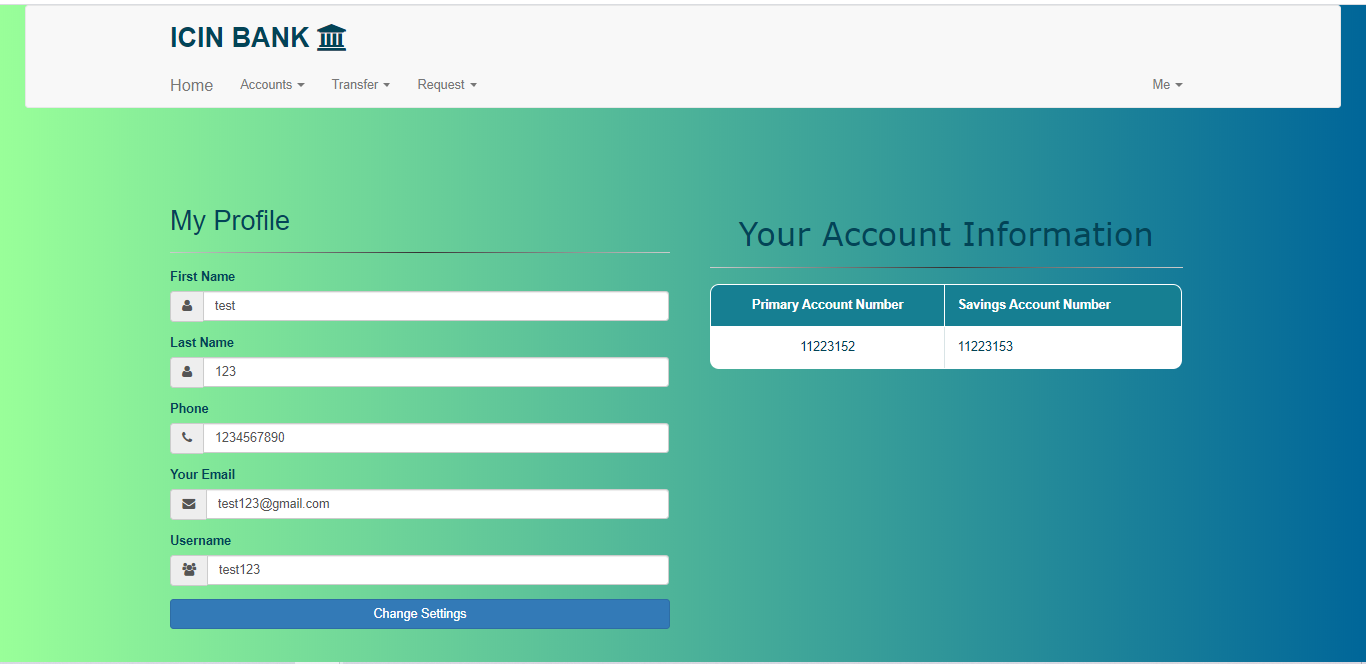 ICIN BANK
Home Accounts Transfer Request Me
My Profile
First Name
test
Last Name
123
Phone
1234567890
Your Email
test123@gmail.com
Username
test123
Change Settings
Your Account Information
Primary Account Number Savings Account Number
11223152 11223153